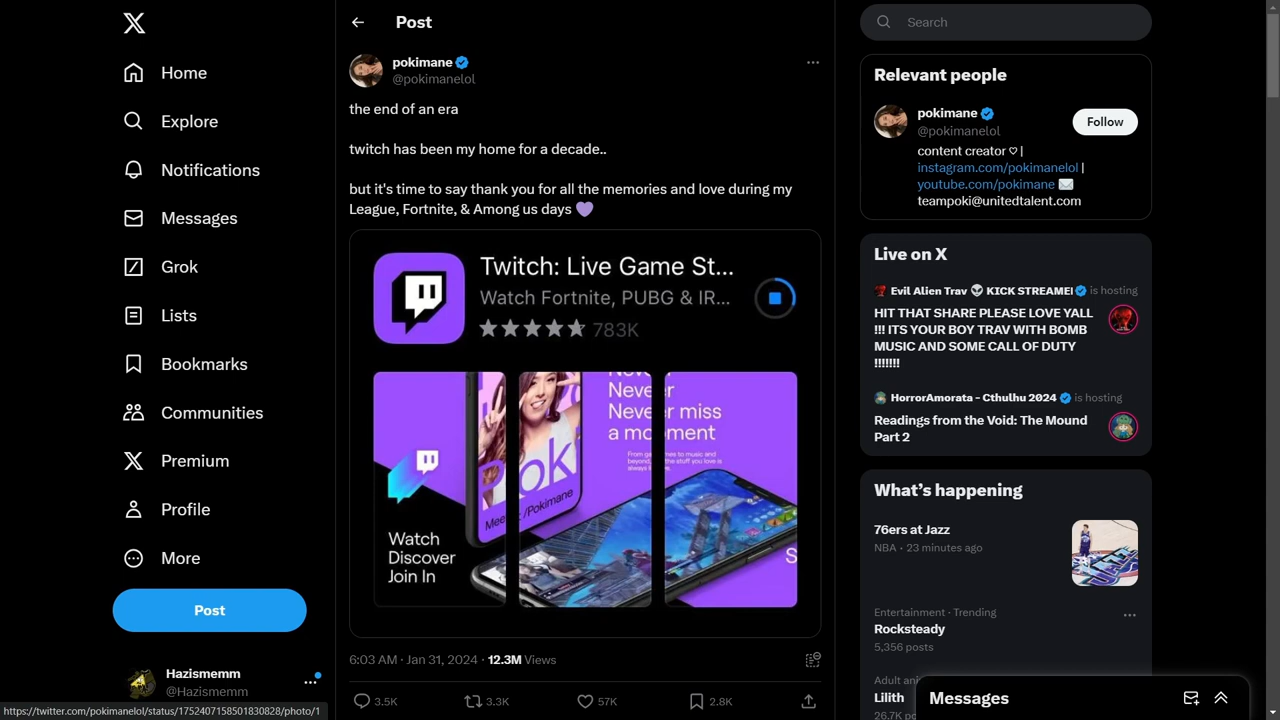 Home
Explore
Notifications
Messages
Grok
Lists
Bookmarks
Communities
Premium
Profile
More
Post
Hazismemm
@Hazismemm
https://twitter.com/pokimanelol/status/1752407158501830828/photo/1
Post
pokimane
@pokimanelol
the end of an era
twitch has been my home for a decade..
but it's time to say thank you for all the memories and love during my
League, Fortnite, & Among us days 💜
Twitch: Live Game St...
Watch Fortnite, PUBG & IR...
783K
Watch
Discover
Join In
Never
Never
Never miss
a moment
6:03 AM · Jan 31, 2024 · 12.3M Views
3.5K
3.3K
57K
2.8K
Search
Relevant people
pokimane
@pokimanelol
Follow
content creator ♡ |
instagram.com/pokimanelol |
youtube.com/pokimane ✉️
teampoki@unitedtalent.com
Live on X
Evil Alien Trav 👽 KICK STREAME is hosting
HIT THAT SHARE PLEASE LOVE YALL
!!! ITS YOUR BOY TRAV WITH BOMB
MUSIC AND SOME CALL OF DUTY
!!!!!!!
HorrorAmorata - Cthulhu 2024 is hosting
Readings from the Void: The Mound
Part 2
What's happening
76ers at Jazz
NBA · 23 minutes ago
Entertainment · Trending
Rocksteady
5,356 posts
Adult ani
Lilith
26.7K
Messages